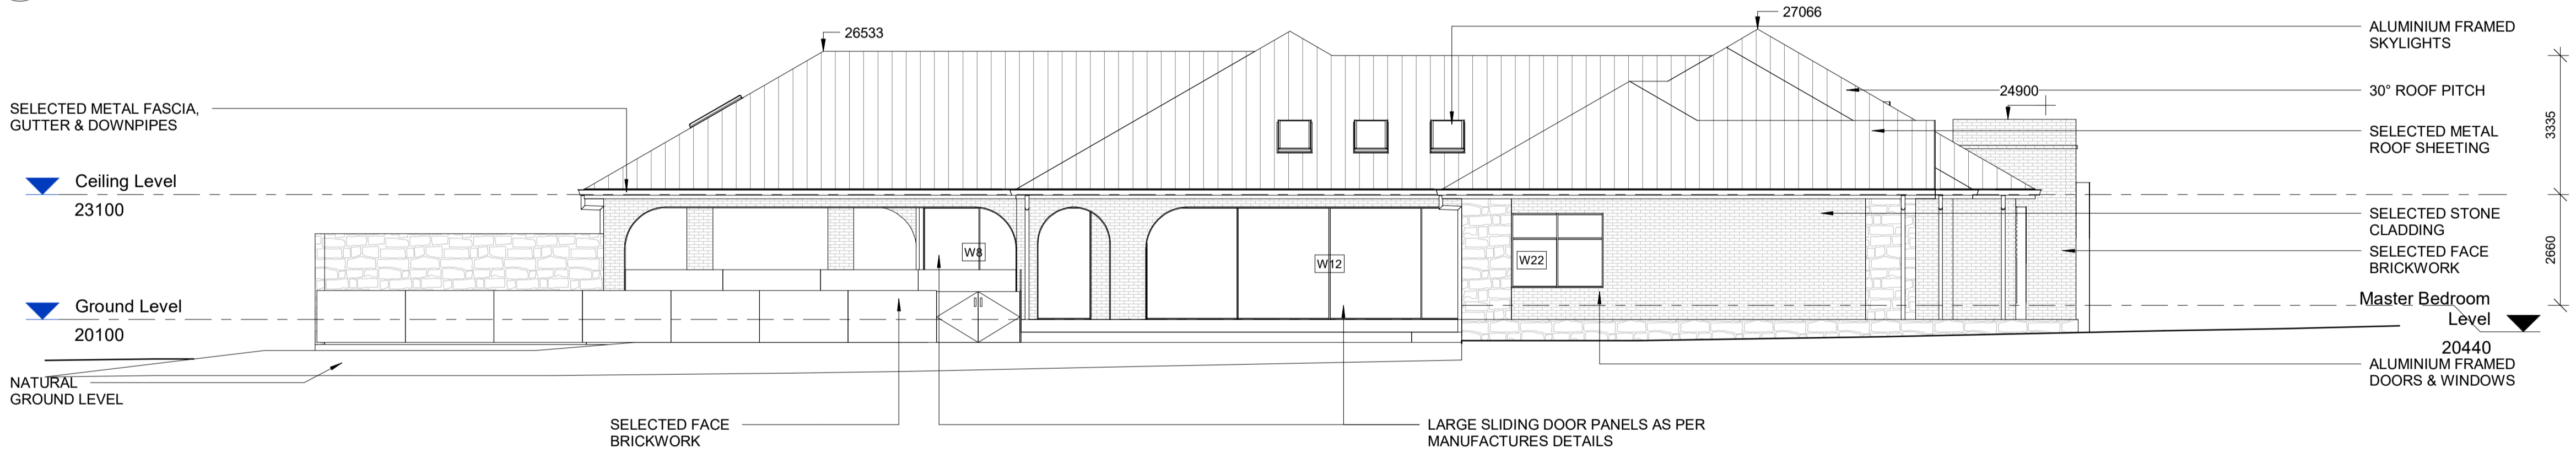 26533
27066
ALUMINIUM FRAMED
SKYLIGHTS
SELECTED METAL FASCIA,
GUTTER & DOWNPIPES
24900
30° ROOF PITCH
3335
SELECTED METAL
ROOF SHEETING
Ceiling Level
23100
SELECTED STONE
CLADDING
SELECTED FACE
BRICKWORK
2660
W8
W12
W22
Ground Level
20100
Master Bedroom
Level
20440
ALUMINIUM FRAMED
DOORS & WINDOWS
NATURAL
GROUND LEVEL
SELECTED FACE
BRICKWORK
LARGE SLIDING DOOR PANELS AS PER
MANUFACTURES DETAILS